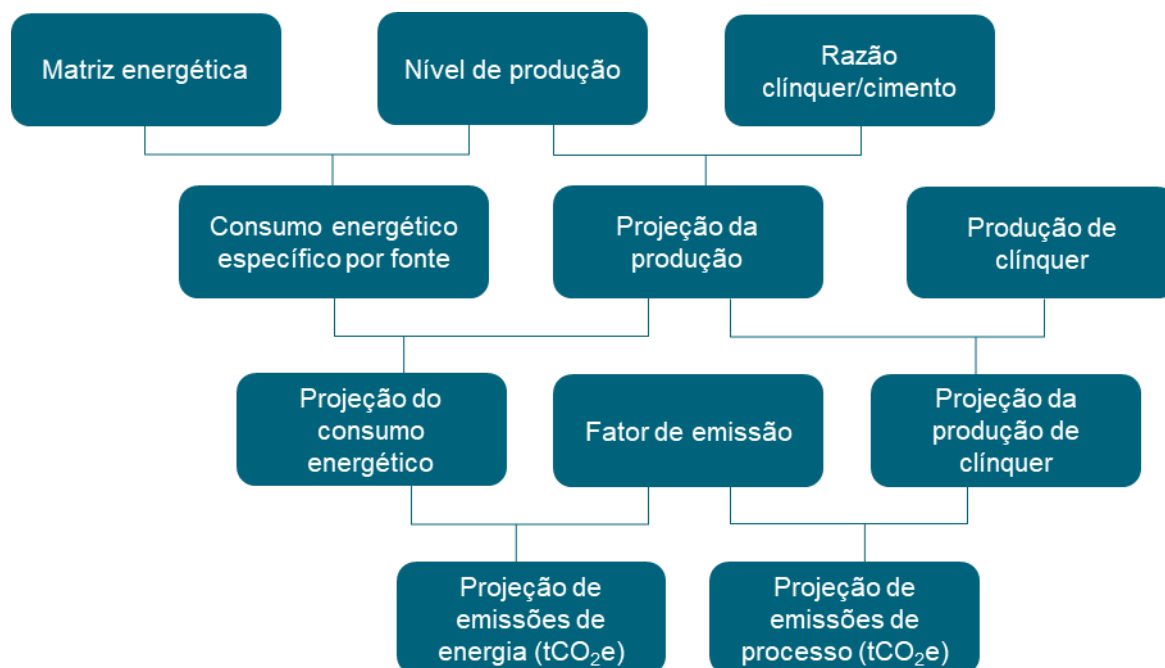 Matriz energética
Nível de produção
Razão
clínquer/cimento
Consumo energético
específico por fonte
Projeção da
produção
Produção de
clínquer
Projeção do
consumo
energético
Fator de emissão
Projeção da
produção de
clínquer
Projeção de
emissões de
energia (tCO₂e)
Projeção de
emissões de
processo (tCO₂e)